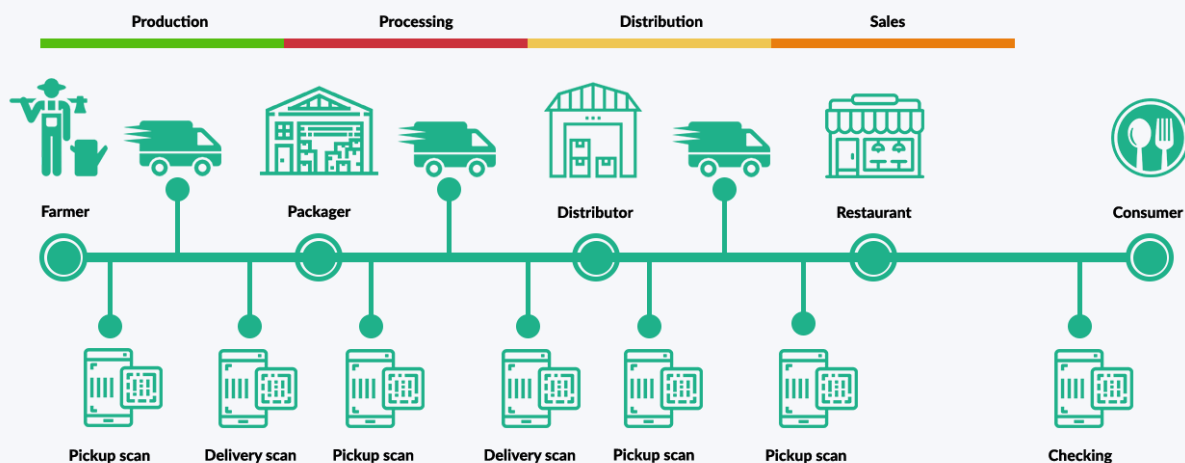 Production Processing Distribution Sales
Farmer Packager Distributor Restaurant Consumer
Pickup scan Delivery scan Pickup scan Delivery scan Pickup scan Pickup scan Checking